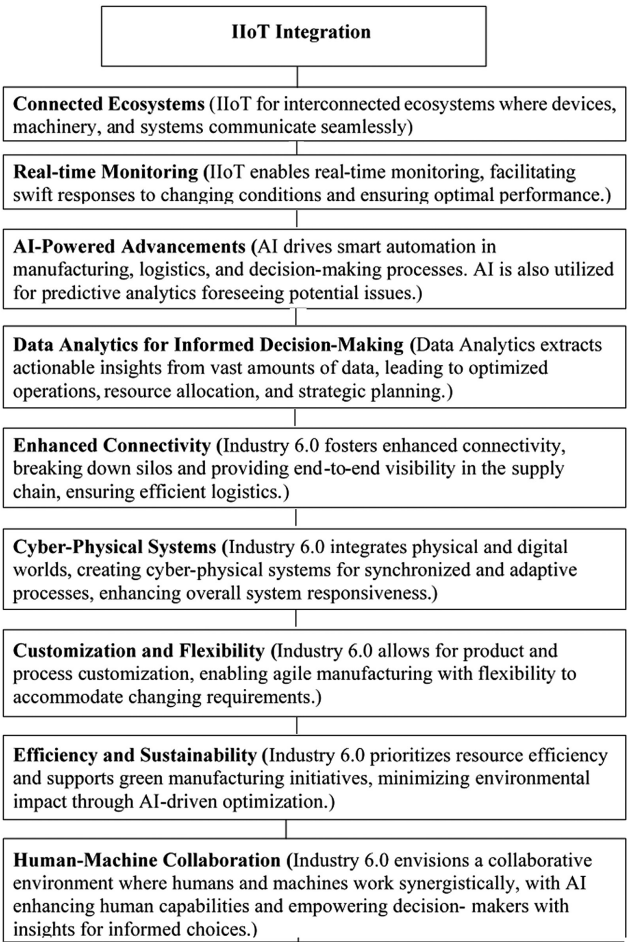 IIoT Integration
Connected Ecosystems (IIoT for interconnected ecosystems where devices,
machinery, and systems communicate seamlessly)
Real-time Monitoring (IIoT enables real-time monitoring, facilitating
swift responses to changing conditions and ensuring optimal performance.)
AI-Powered Advancements (AI drives smart automation in
manufacturing, logistics, and decision-making processes. AI is also utilized
for predictive analytics foreseeing potential issues.)
Data Analytics for Informed Decision-Making (Data Analytics extracts
actionable insights from vast amounts of data, leading to optimized
operations, resource allocation, and strategic planning.)
Enhanced Connectivity (Industry 6.0 fosters enhanced connectivity,
breaking down silos and providing end-to-end visibility in the supply
chain, ensuring efficient logistics.)
Cyber-Physical Systems (Industry 6.0 integrates physical and digital
worlds, creating cyber-physical systems for synchronized and adaptive
processes, enhancing overall system responsiveness.)
Customization and Flexibility (Industry 6.0 allows for product and
process customization, enabling agile manufacturing with flexibility to
accommodate changing requirements.)
Efficiency and Sustainability (Industry 6.0 prioritizes resource efficiency
and supports green manufacturing initiatives, minimizing environmental
impact through AI-driven optimization.)
Human-Machine Collaboration (Industry 6.0 envisions a collaborative
environment where humans and machines work synergistically, with AI
enhancing human capabilities and empowering decision- makers with
insights for informed choices.)